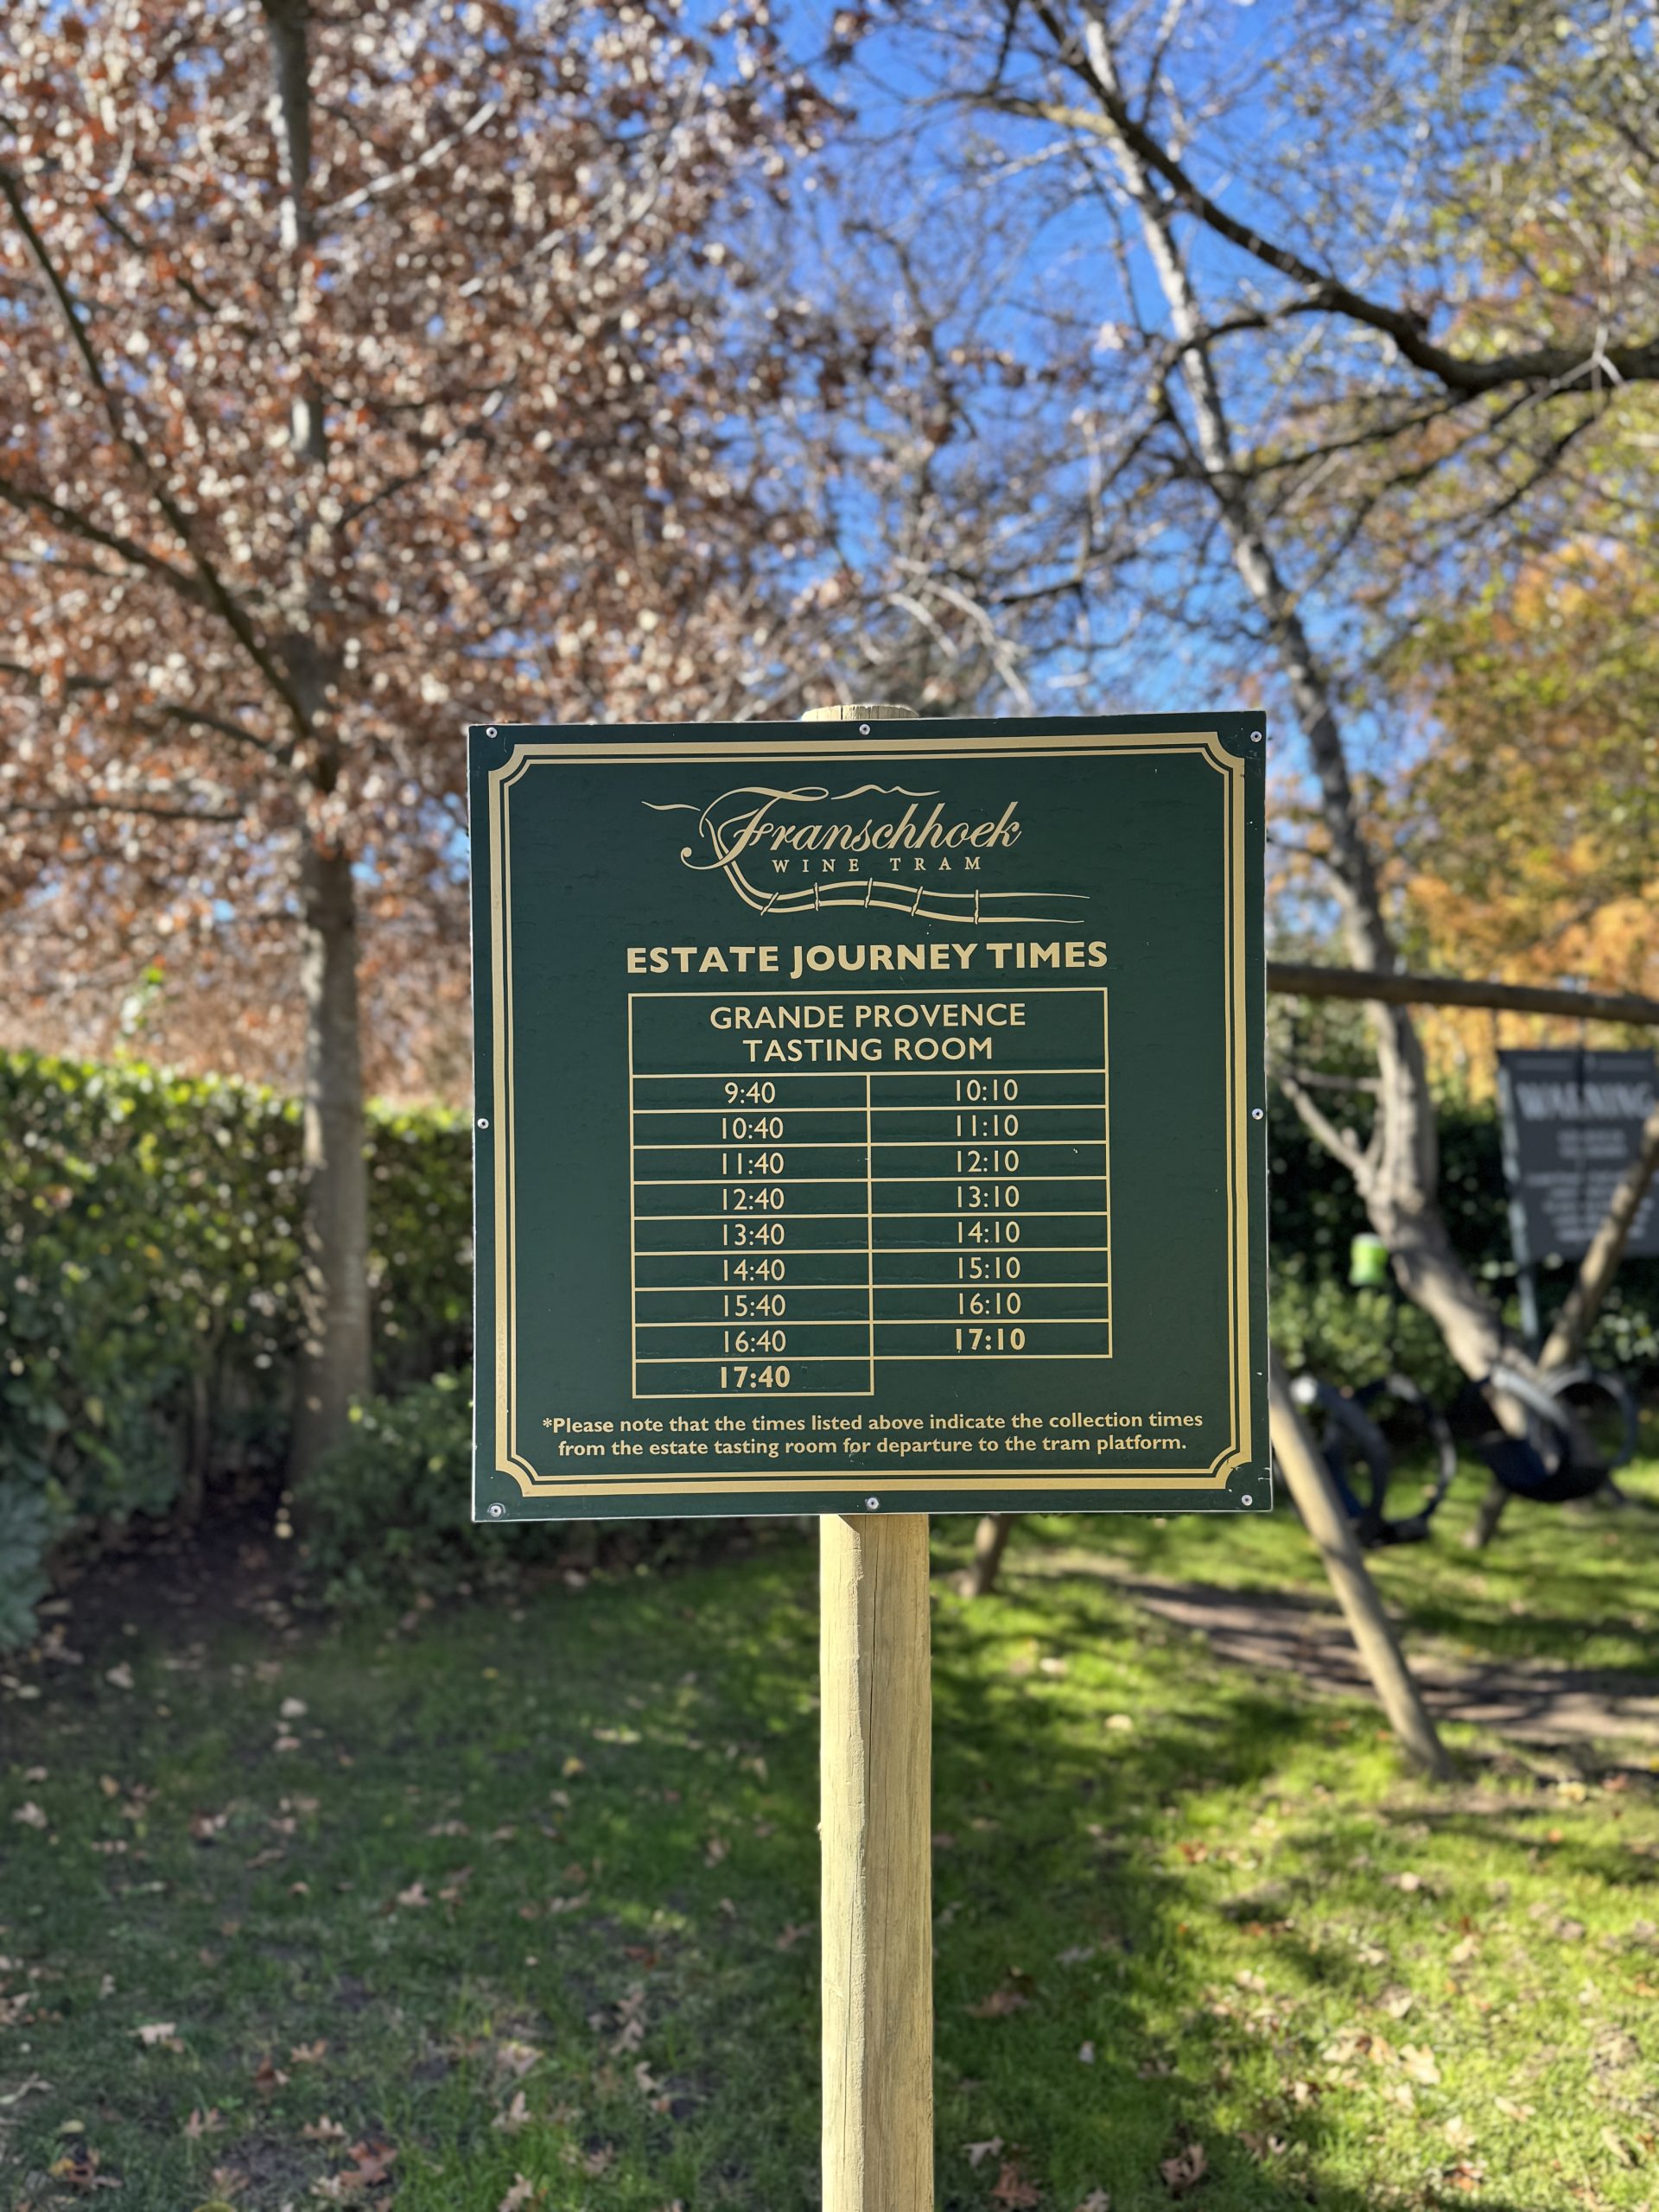 Franschhoek
WINE TRAM
ESTATE JOURNEY TIMES
GRANDE PROVENCE
TASTING ROOM
9:40 10:10
10:40 11:10
11:40 12:10
12:40 13:10
13:40 14:10
14:40 15:10
15:40 16:10
16:40 17:10
17:40
*Please note that the times listed above indicate the collection times
from the estate tasting room for departure to the tram platform.
WARNING